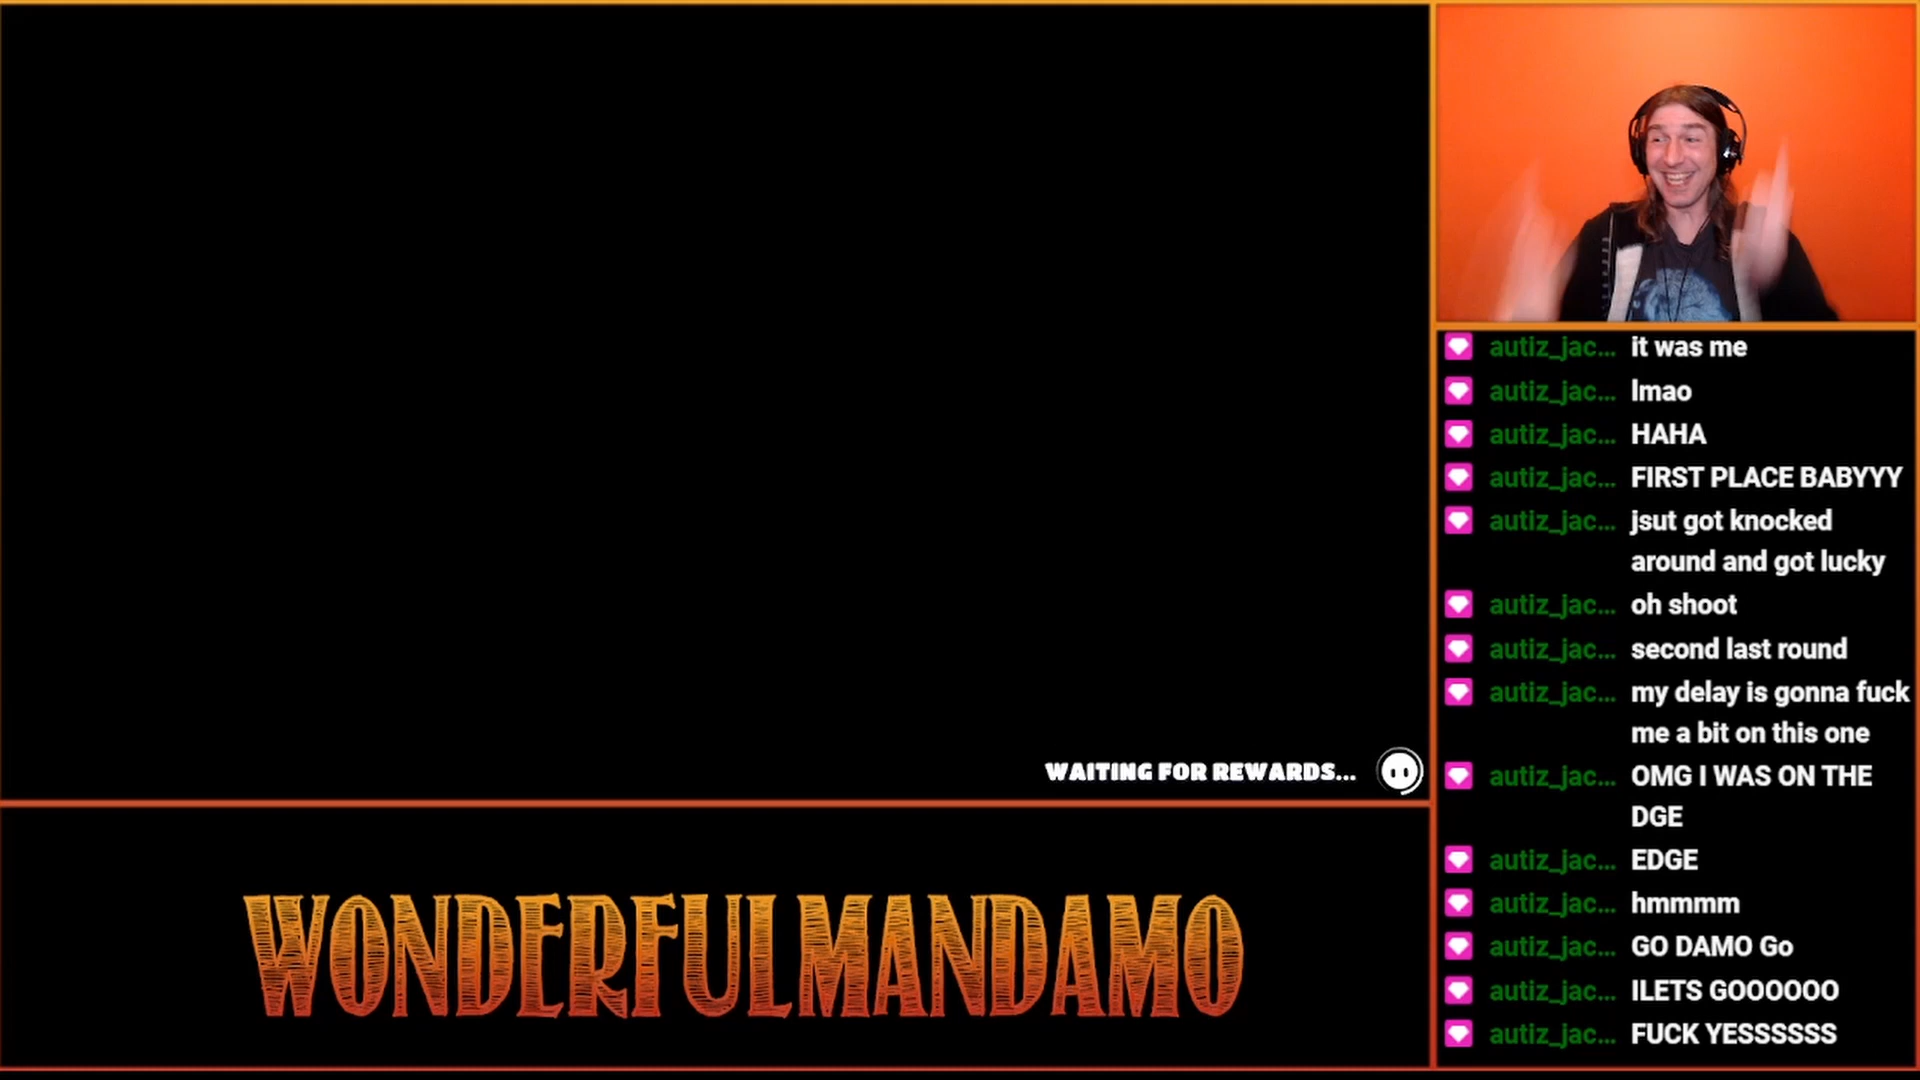 autiz_jac... it was me
autiz_jac... lmao
autiz_jac... HAHA
autiz_jac... FIRST PLACE BABYYY
autiz_jac... jsut got knocked
around and got lucky
autiz_jac... oh shoot
autiz_jac... second last round
autiz_jac... my delay is gonna fuck
me a bit on this one
autiz_jac... OMG I WAS ON THE
DGE
autiz_jac... EDGE
autiz_jac... hmmmm
autiz_jac... GO DAMO Go
autiz_jac... ILETS GOOOOOO
autiz_jac... FUCK YESSSSSS
WAITING FOR REWARDS...
WONDERFULMANDAMO